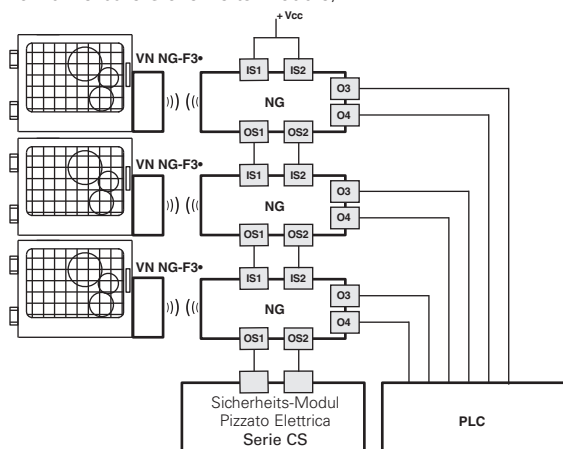 + Vcc
VN NG-F3•
IS1 IS2
NG
O3
O4
OS1 OS2
VN NG-F3•
IS1 IS2
NG
O3
O4
OS1 OS2
VN NG-F3•
IS1 IS2
NG
O3
O4
OS1 OS2
Sicherheits-Modul
Pizzato Elettrica
Serie CS
PLC